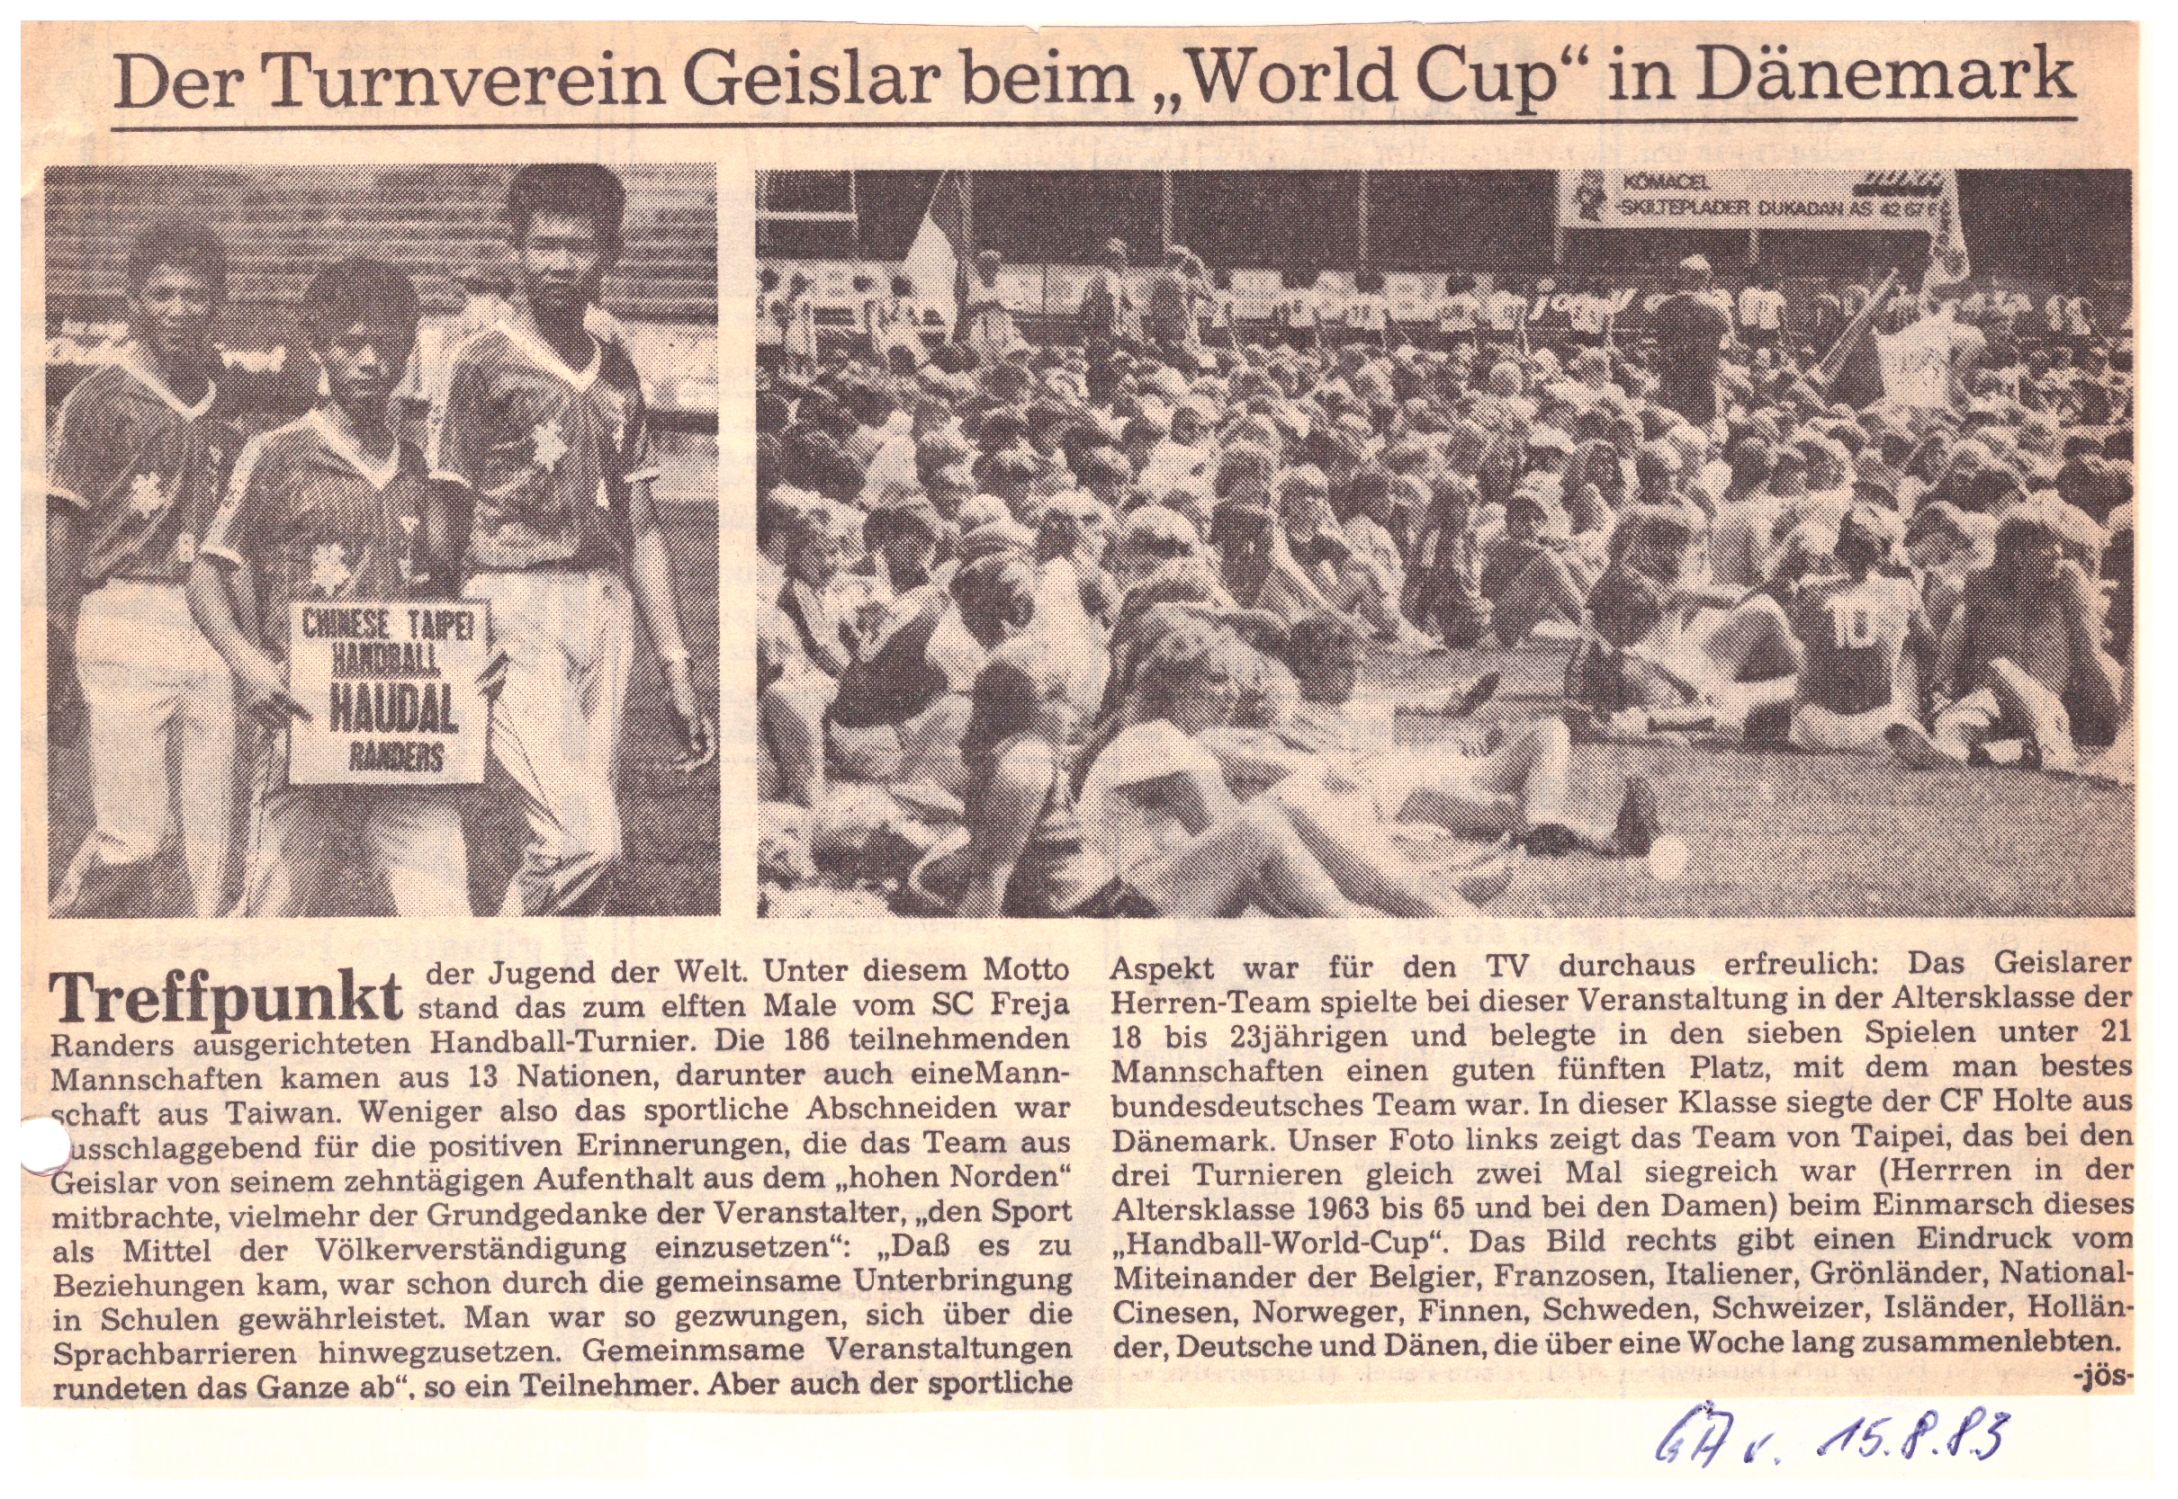 Der Turnverein Geislar beim „World Cup“ in Dänemark
CHINESE TAIPEI
HANDBALL
HAUDAL
RANDERS
KÖMACEL
SKILTEPLADER DUKADAN AS 42 67 6
10
Treffpunkt der Jugend der Welt. Unter diesem Motto
stand das zum elften Male vom SC Freja
Randers ausgerichteten Handball-Turnier. Die 186 teilnehmenden
Mannschaften kamen aus 13 Nationen, darunter auch eineMann-
schaft aus Taiwan. Weniger also das sportliche Abschneiden war
usschlaggebend für die positiven Erinnerungen, die das Team aus
Geislar von seinem zehntägigen Aufenthalt aus dem „hohen Norden“
mitbrachte, vielmehr der Grundgedanke der Veranstalter, „den Sport
als Mittel der Völkerverständigung einzusetzen“: „Daß es zu
Beziehungen kam, war schon durch die gemeinsame Unterbringung
in Schulen gewährleistet. Man war so gezwungen, sich über die
Sprachbarrieren hinwegzusetzen. Gemeinmsame Veranstaltungen
rundeten das Ganze ab“, so ein Teilnehmer. Aber auch der sportliche
Aspekt war für den TV durchaus erfreulich: Das Geislarer
Herren-Team spielte bei dieser Veranstaltung in der Altersklasse der
18 bis 23jährigen und belegte in den sieben Spielen unter 21
Mannschaften einen guten fünften Platz, mit dem man bestes
bundesdeutsches Team war. In dieser Klasse siegte der CF Holte aus
Dänemark. Unser Foto links zeigt das Team von Taipei, das bei den
drei Turnieren gleich zwei Mal siegreich war (Herrren in der
Altersklasse 1963 bis 65 und bei den Damen) beim Einmarsch dieses
„Handball-World-Cup“. Das Bild rechts gibt einen Eindruck vom
Miteinander der Belgier, Franzosen, Italiener, Grönländer, National-
Cinesen, Norweger, Finnen, Schweden, Schweizer, Isländer, Hollän-
der, Deutsche und Dänen, die über eine Woche lang zusammenlebten.
-jös-
GA v. 15.8.83